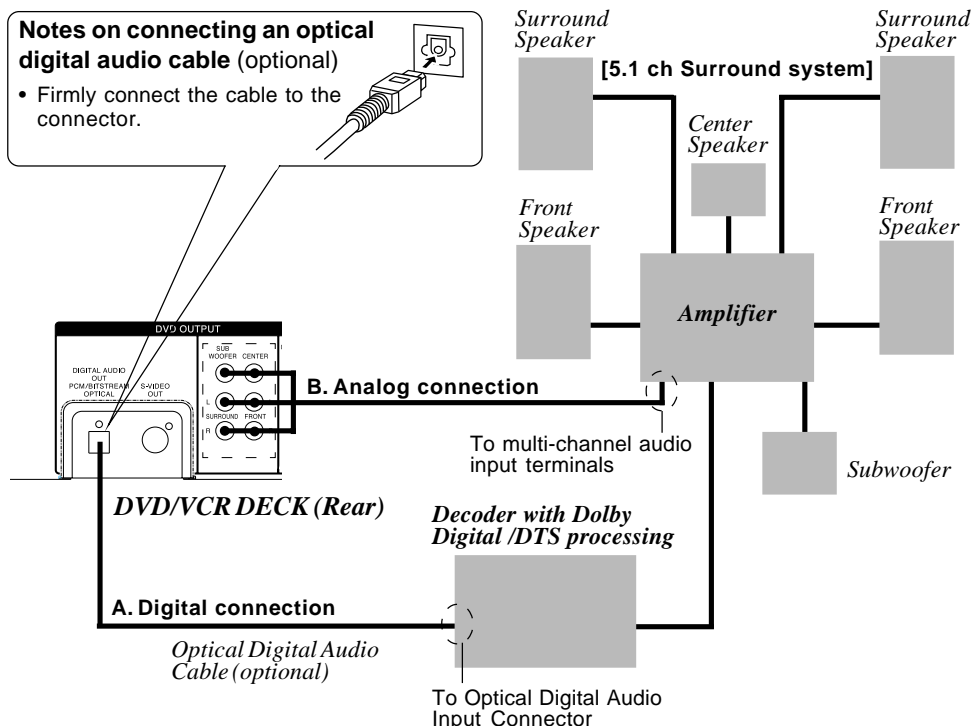 Notes on connecting an optical
digital audio cable (optional)
• Firmly connect the cable to the
connector.
Surround
Speaker
[5.1 ch Surround system]
Surround
Speaker
Center
Speaker
Front
Speaker
Front
Speaker
Amplifier
DVD OUTPUT
SUB
WOOFER CENTER
DIGITAL AUDIO
OUT
PCM/BITSTREAM
OPTICAL
S-VIDEO
OUT
L
SURROUND FRONT
R
B. Analog connection
To multi-channel audio
input terminals
Subwoofer
DVD/VCR DECK (Rear)
Decoder with Dolby
Digital /DTS processing
A. Digital connection
Optical Digital Audio
Cable (optional)
To Optical Digital Audio
Input Connector